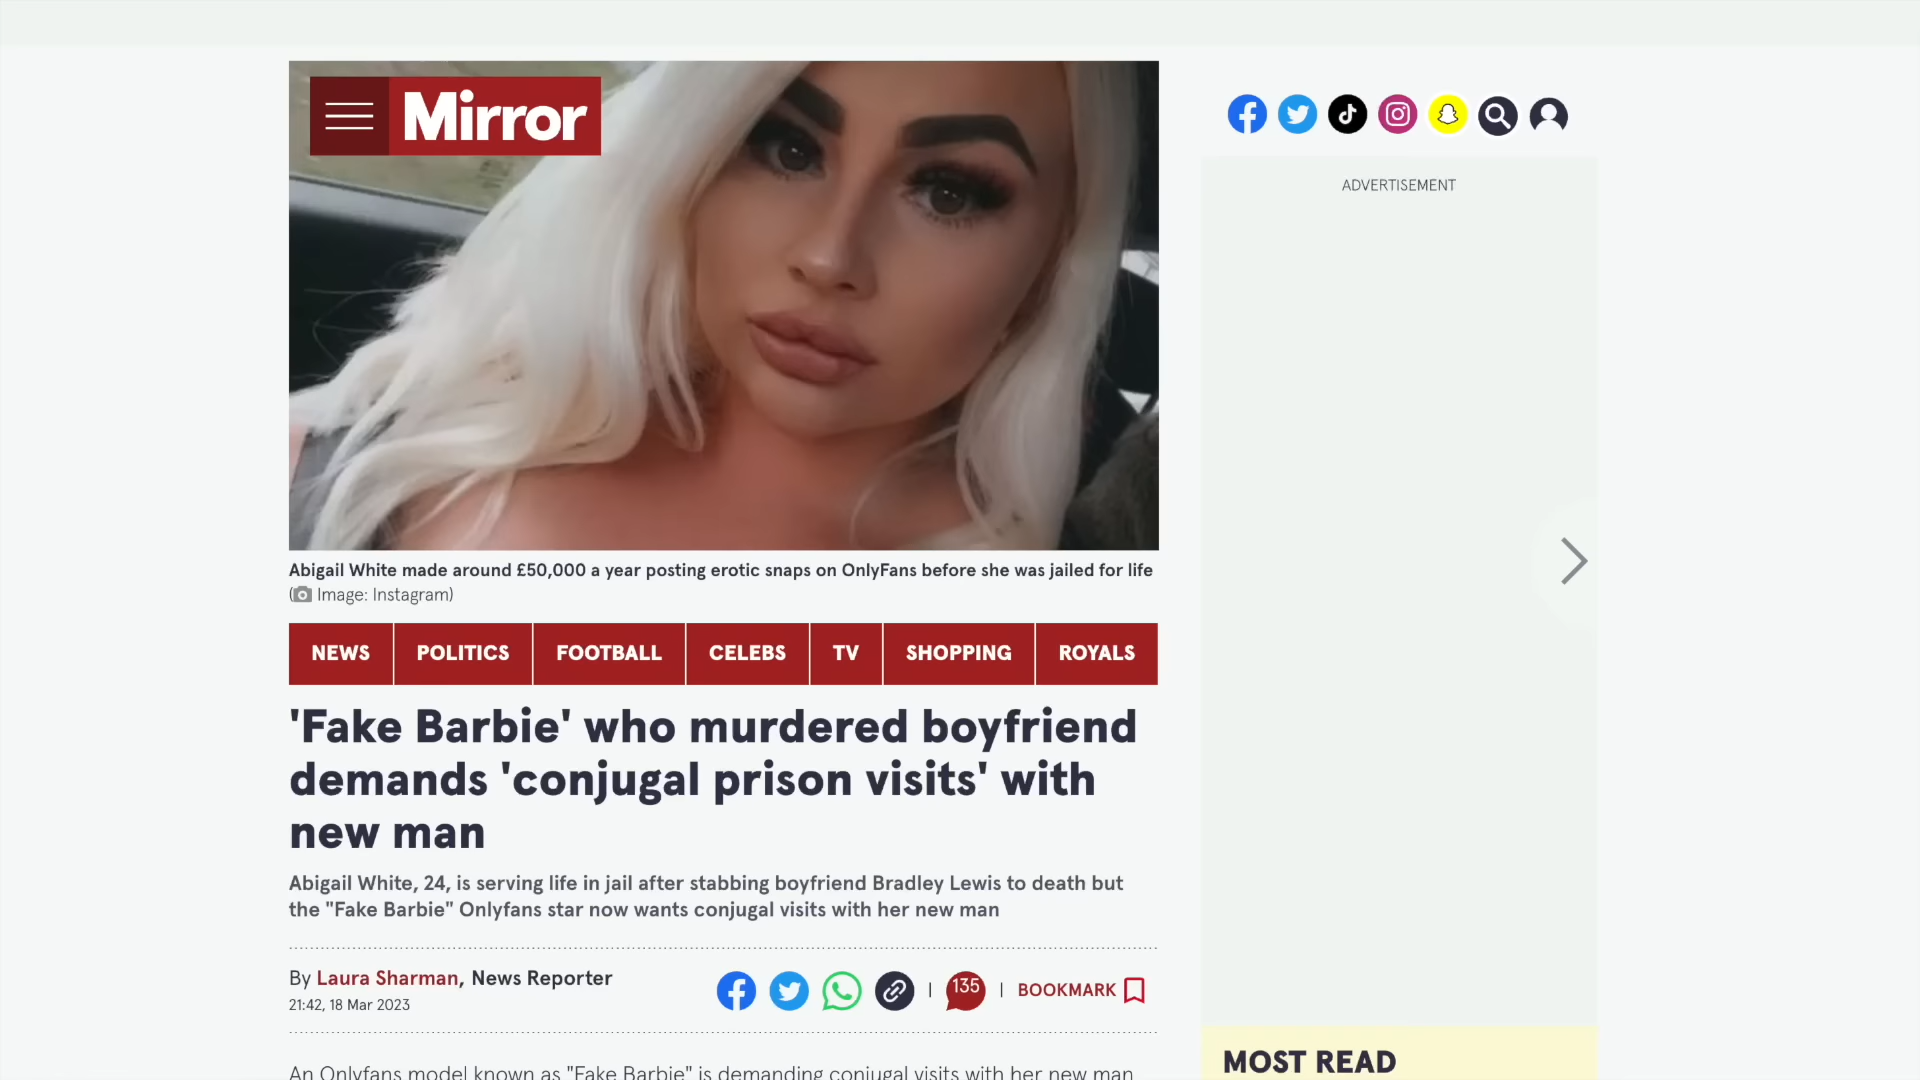 Mirror
ADVERTISEMENT
Abigail White made around £50,000 a year posting erotic snaps on OnlyFans before she was jailed for life
(Image: Instagram)
NEWS POLITICS FOOTBALL CELEBS TV SHOPPING ROYALS
'Fake Barbie' who murdered boyfriend
demands 'conjugal prison visits' with
new man
Abigail White, 24, is serving life in jail after stabbing boyfriend Bradley Lewis to death but
the "Fake Barbie" Onlyfans star now wants conjugal visits with her new man
By Laura Sharman, News Reporter
21:42, 18 Mar 2023
135 | BOOKMARK
An Onlyfans model known as "Fake Barbie" is demanding conjugal visits with her new man
MOST READ